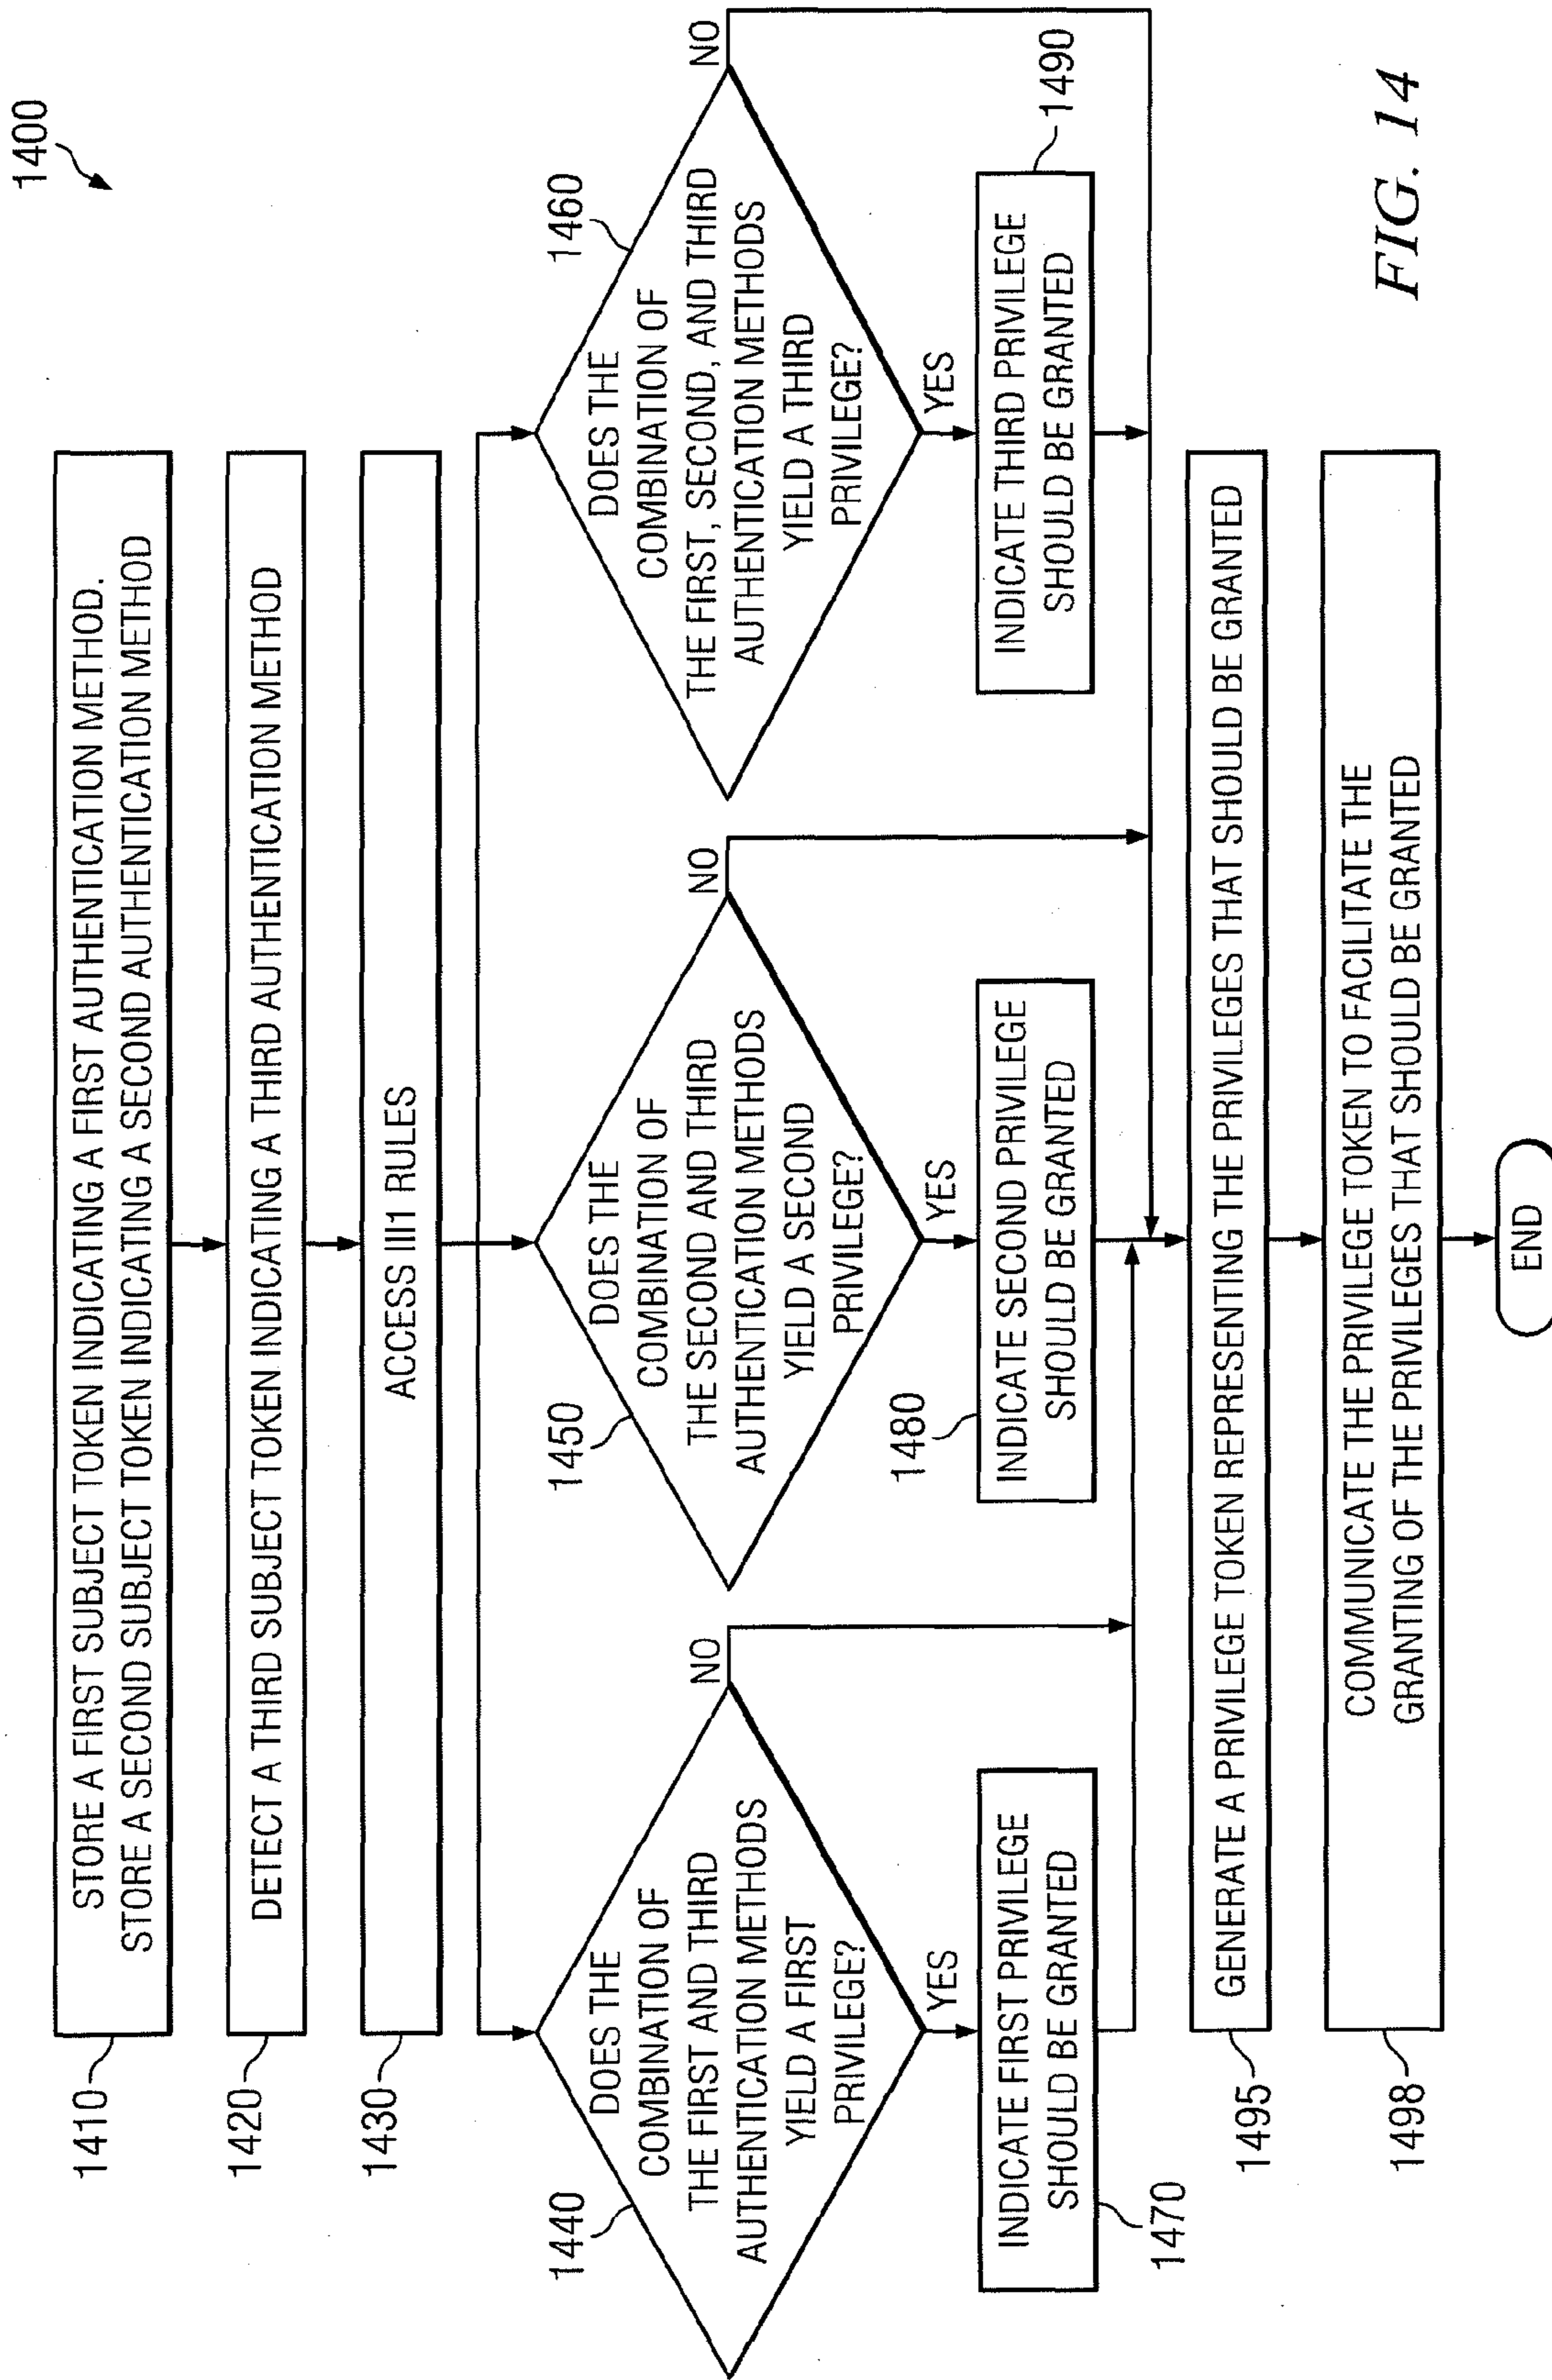 1400
1410
STORE A FIRST SUBJECT TOKEN INDICATING A FIRST AUTHENTICATION METHOD.
STORE A SECOND SUBJECT TOKEN INDICATING A SECOND AUTHENTICATION METHOD
1420
DETECT A THIRD SUBJECT TOKEN INDICATING A THIRD AUTHENTICATION METHOD
1430
ACCESS III1 RULES
1440
DOES THE
COMBINATION OF
THE FIRST AND THIRD
AUTHENTICATION METHODS
YIELD A FIRST
PRIVILEGE?
NO
YES
1450
DOES THE
COMBINATION OF
THE SECOND AND THIRD
AUTHENTICATION METHODS
YIELD A SECOND
PRIVILEGE?
NO
YES
1460
DOES THE
COMBINATION OF
THE FIRST, SECOND, AND THIRD
AUTHENTICATION METHODS
YIELD A THIRD
PRIVILEGE?
NO
YES
INDICATE FIRST PRIVILEGE
SHOULD BE GRANTED
1470
1480
INDICATE SECOND PRIVILEGE
SHOULD BE GRANTED
INDICATE THIRD PRIVILEGE
SHOULD BE GRANTED
1490
1495
GENERATE A PRIVILEGE TOKEN REPRESENTING THE PRIVILEGES THAT SHOULD BE GRANTED
1498
COMMUNICATE THE PRIVILEGE TOKEN TO FACILITATE THE
GRANTING OF THE PRIVILEGES THAT SHOULD BE GRANTED
END
FIG. 14